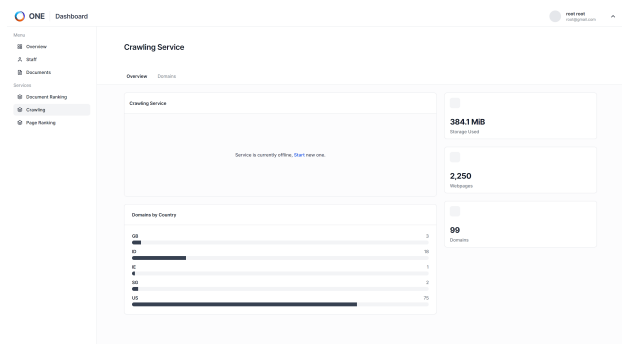 ONE Dashboard
root root
root@gmail.com
Menu
Overview
Staff
Documents
Services
Document Ranking
Crawling
Page Ranking
Crawling Service
Overview Domains
Crawling Service
Service is currently offline, Start new one.
384.1 MiB
Storage Used
2,250
Webpages
99
Domains
Domains by Country
GB 3
ID 18
IE 1
SG 2
US 75